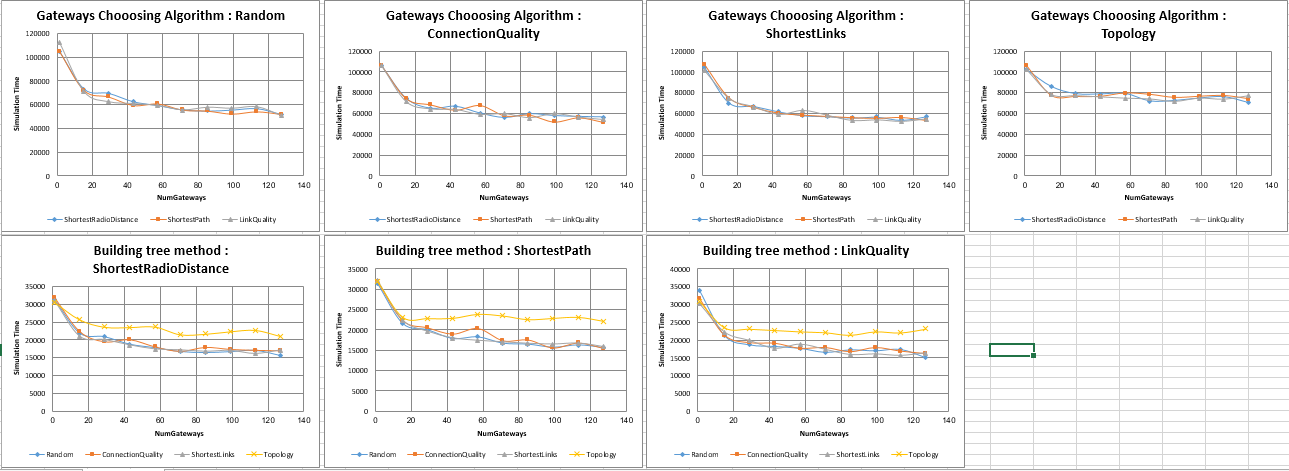 Gateways Chooosing Algorithm : Random
120000
100000
80000
60000
40000
20000
0
Simulation Time
0 20 40 60 80 100 120 140
NumGateways
ShortestRadioDistance ShortestPath LinkQuality
Gateways Chooosing Algorithm :
ConnectionQuality
120000
100000
80000
60000
40000
20000
0
Simulation Time
0 20 40 60 80 100 120 140
NumGateways
ShortestRadioDistance ShortestPath LinkQuality
Gateways Chooosing Algorithm :
ShortestLinks
120000
100000
80000
60000
40000
20000
0
Simulation Time
0 20 40 60 80 100 120 140
NumGateways
ShortestRadioDistance ShortestPath LinkQuality
Gateways Chooosing Algorithm :
Topology
120000
100000
80000
60000
40000
20000
0
Simulation Time
0 20 40 60 80 100 120 140
NumGateways
ShortestRadioDistance ShortestPath LinkQuality
Building tree method :
ShortestRadioDistance
35000
30000
25000
20000
15000
10000
5000
0
Simulation Time
0 20 40 60 80 100 120 140
NumGateways
Random ConnectionQuality ShortestLinks Topology
Building tree method : ShortestPath
35000
30000
25000
20000
15000
10000
5000
0
Simulation Time
0 20 40 60 80 100 120 140
NumGateways
Random ConnectionQuality ShortestLinks Topology
Building tree method : LinkQuality
40000
35000
30000
25000
20000
15000
10000
5000
0
Simulation Time
0 20 40 60 80 100 120 140
NumGateways
Random ConnectionQuality ShortestLinks Topology